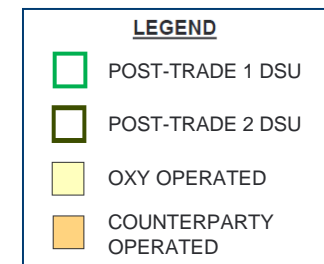 LEGEND
POST-TRADE 1 DSU
POST-TRADE 2 DSU
OXY OPERATED
COUNTERPARTY
OPERATED